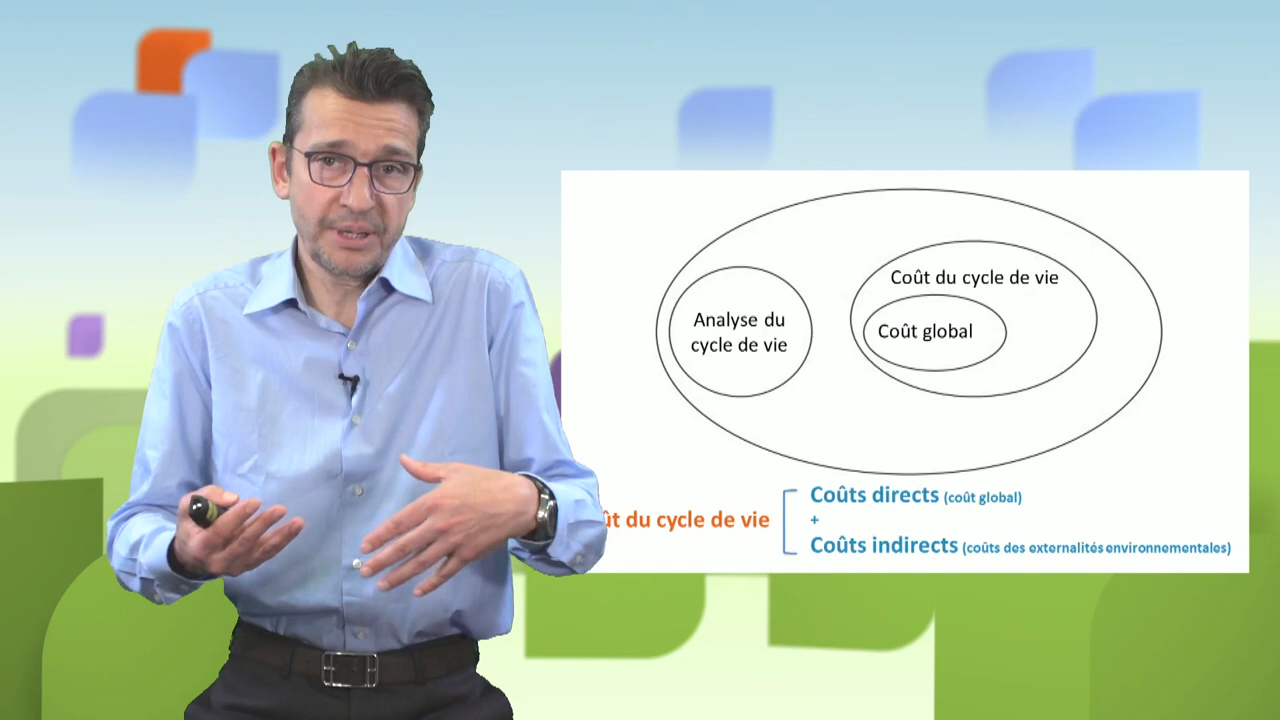 Coût du cycle de vie
Analyse du
cycle de vie
Coût global
Coûts directs (coût global)
+
ût du cycle de vie
Coûts indirects (coûts des externalités environnementales)